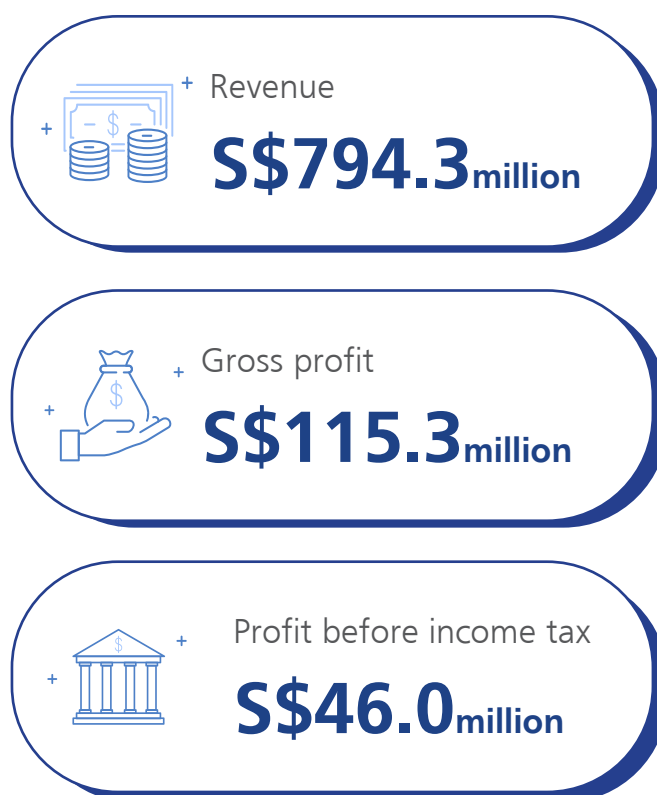 Revenue
S$794.3million
Gross profit
S$115.3million
Profit before income tax
S$46.0million